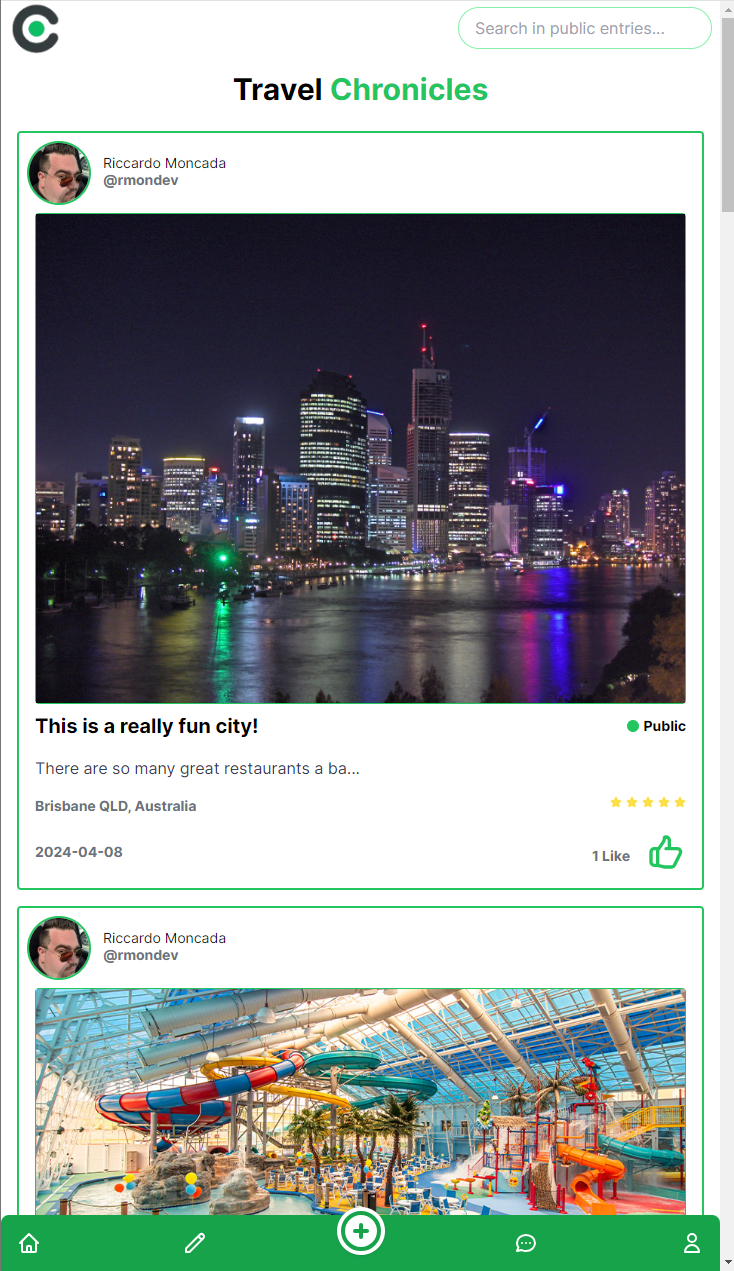 Search in public entries...
Travel Chronicles
Riccardo Moncada
@rmondev
This is a really fun city!
Public
There are so many great restaurants a ba...
Brisbane QLD, Australia
2024-04-08
1 Like
Riccardo Moncada
@rmondev